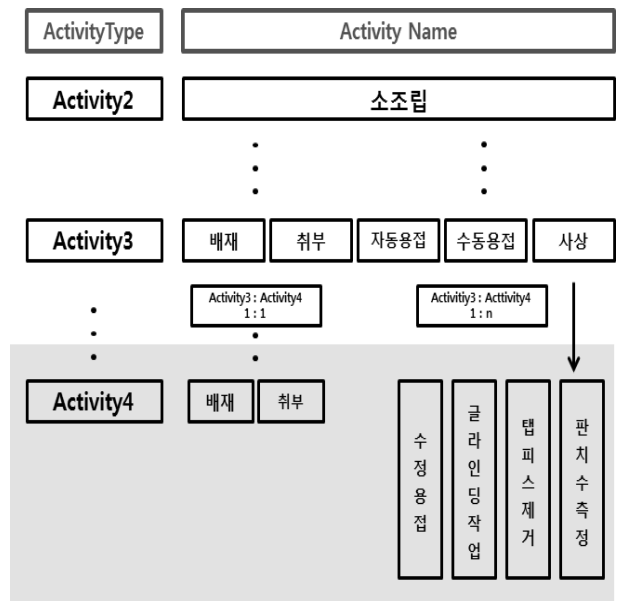 ActivityType
Activity Name
Activity2
소조립
Activity3
배재
취부
자동용접
수동용접
사상
Activity3 : Activity4
1 : 1
Activitiy3 : Acttivity4
1 : n
Activity4
배재
취부
수정용접
글라인딩작업
탭피스제거
판치수측정